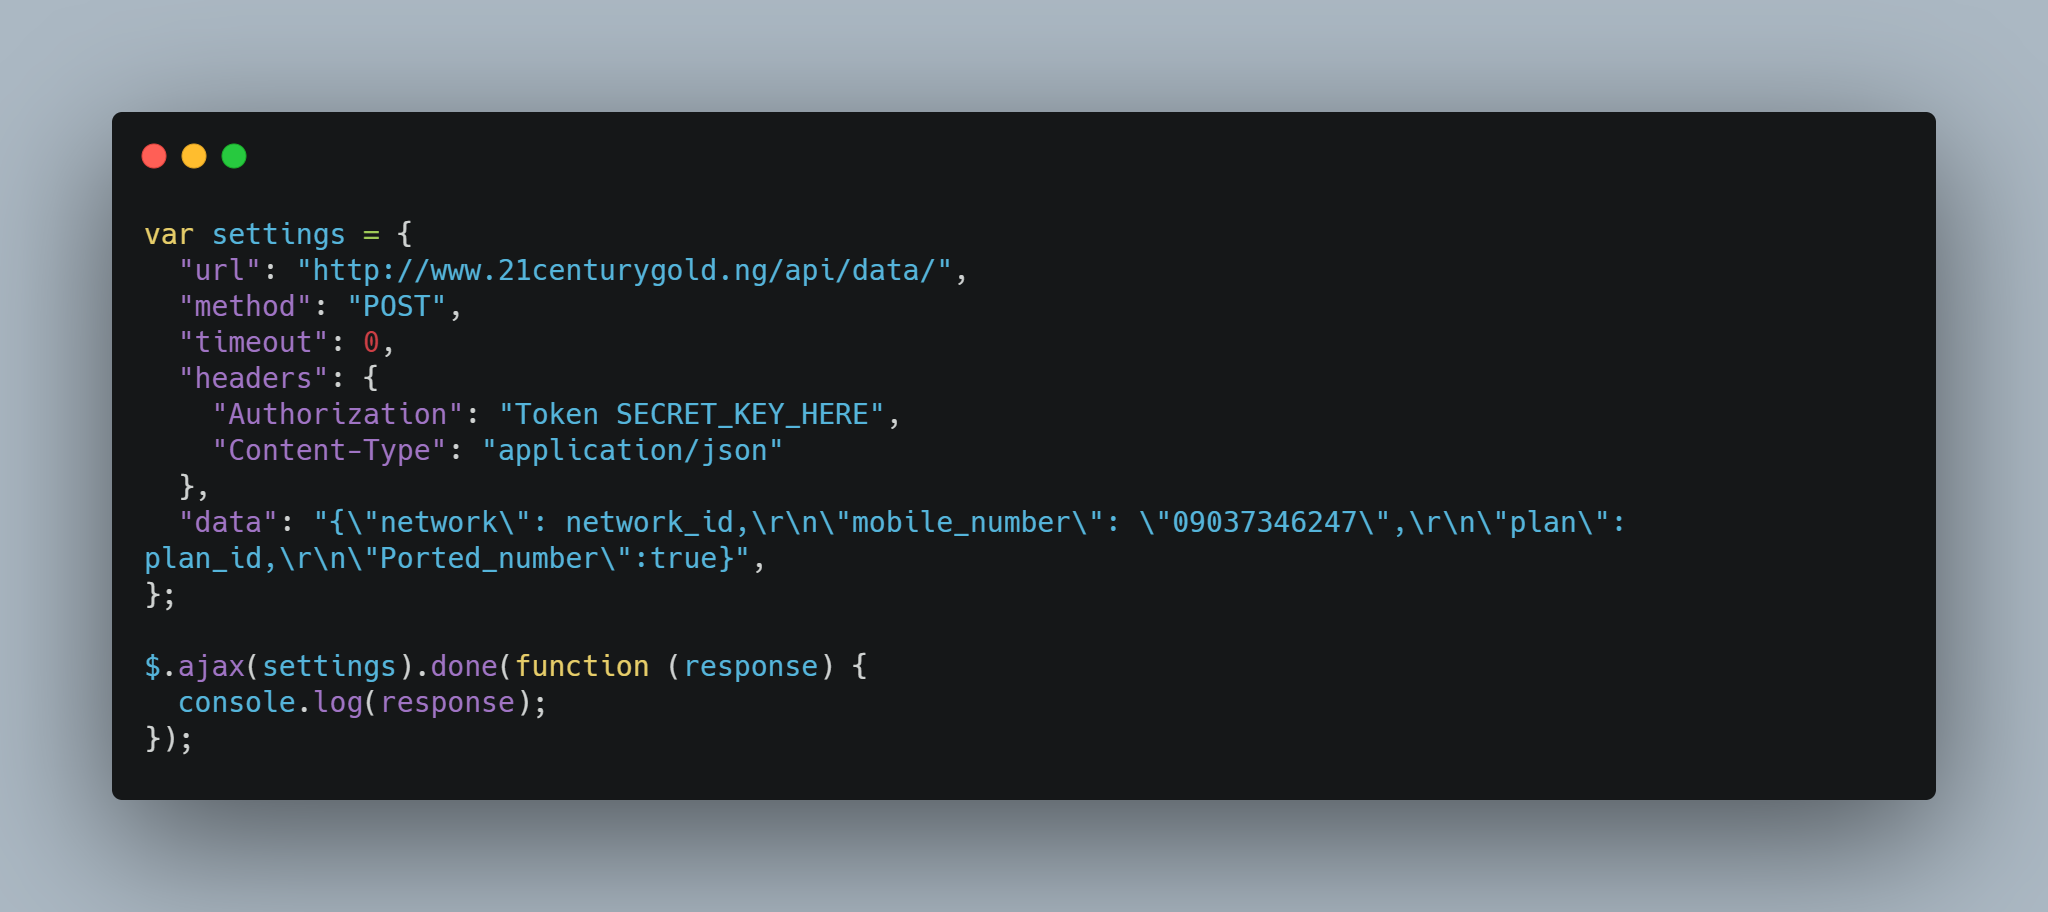 var settings = {
  "url": "http://www.21centurygold.ng/api/data/",
  "method": "POST",
  "timeout": 0,
  "headers": {
    "Authorization": "Token SECRET_KEY_HERE",
    "Content-Type": "application/json"
  },
  "data": "{\"network\": network_id,\r\n\"mobile_number\": \"09037346247\",\r\n\"plan\":
plan_id,\r\n\"Ported_number\":true}",
};

$.ajax(settings).done(function (response) {
  console.log(response);
});